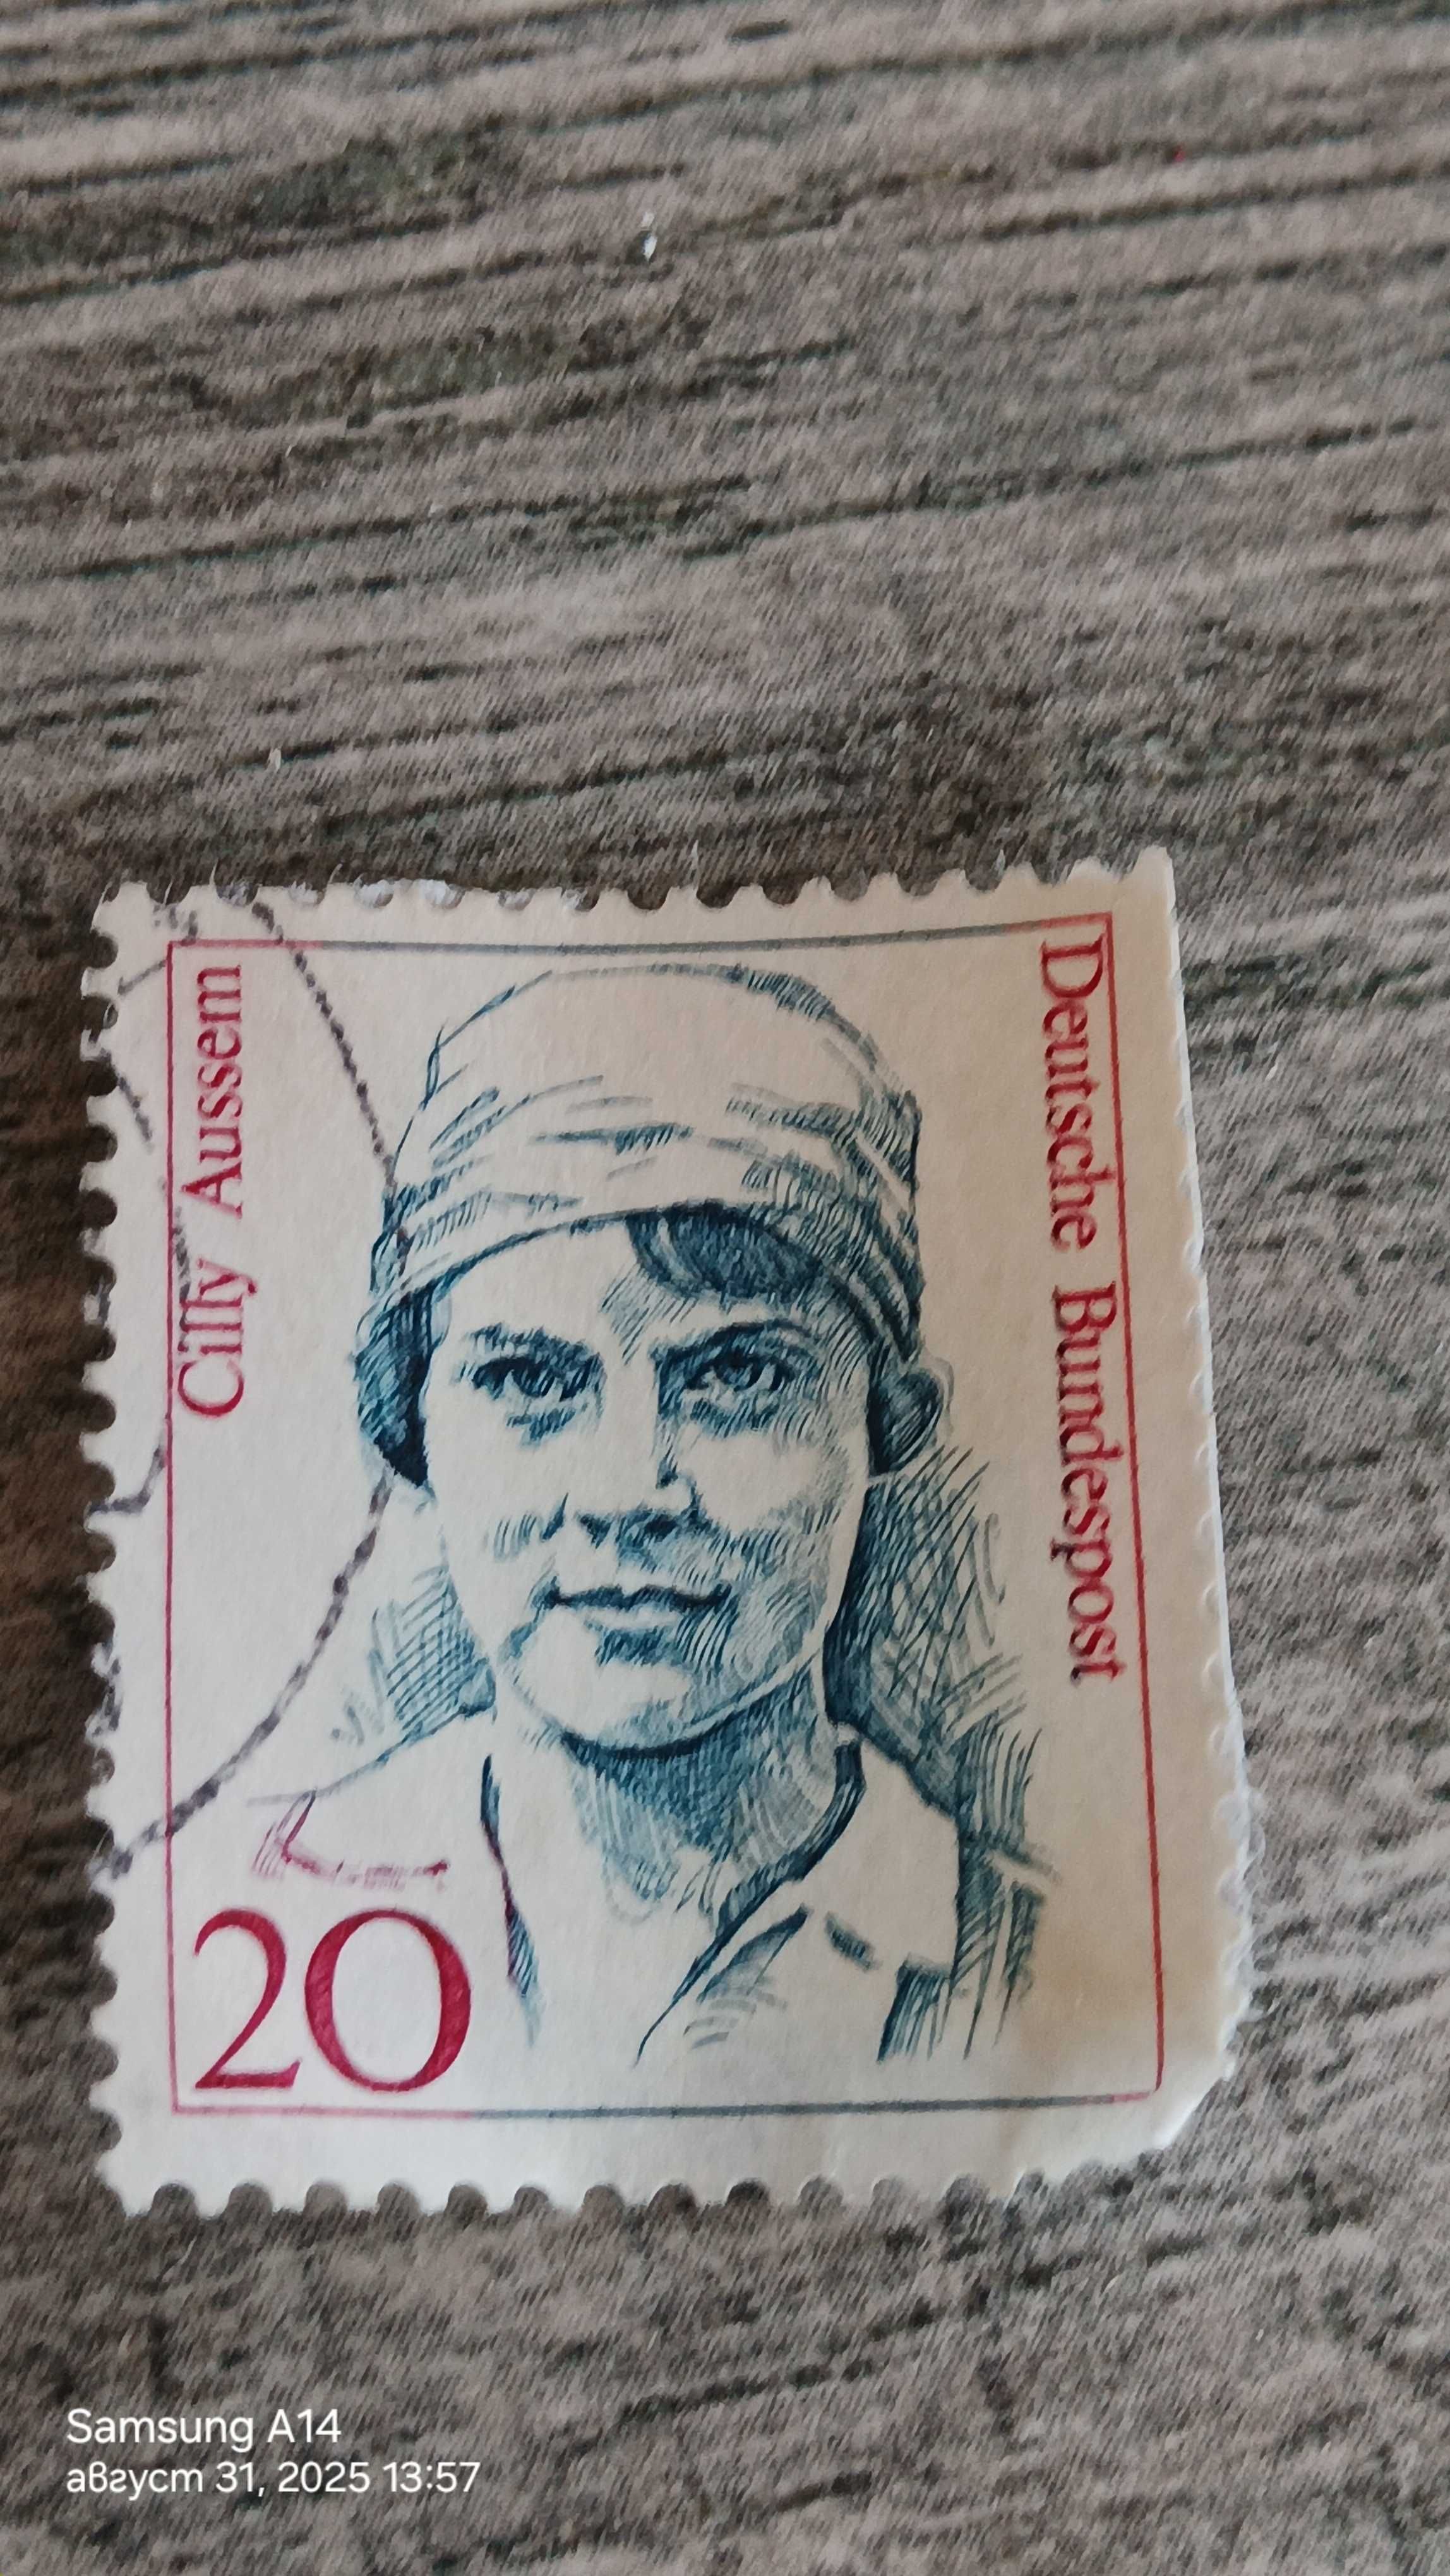 Cilly Aussem
Deutsche Bundespost
20
Samsung A14
август 31, 2025 13:57